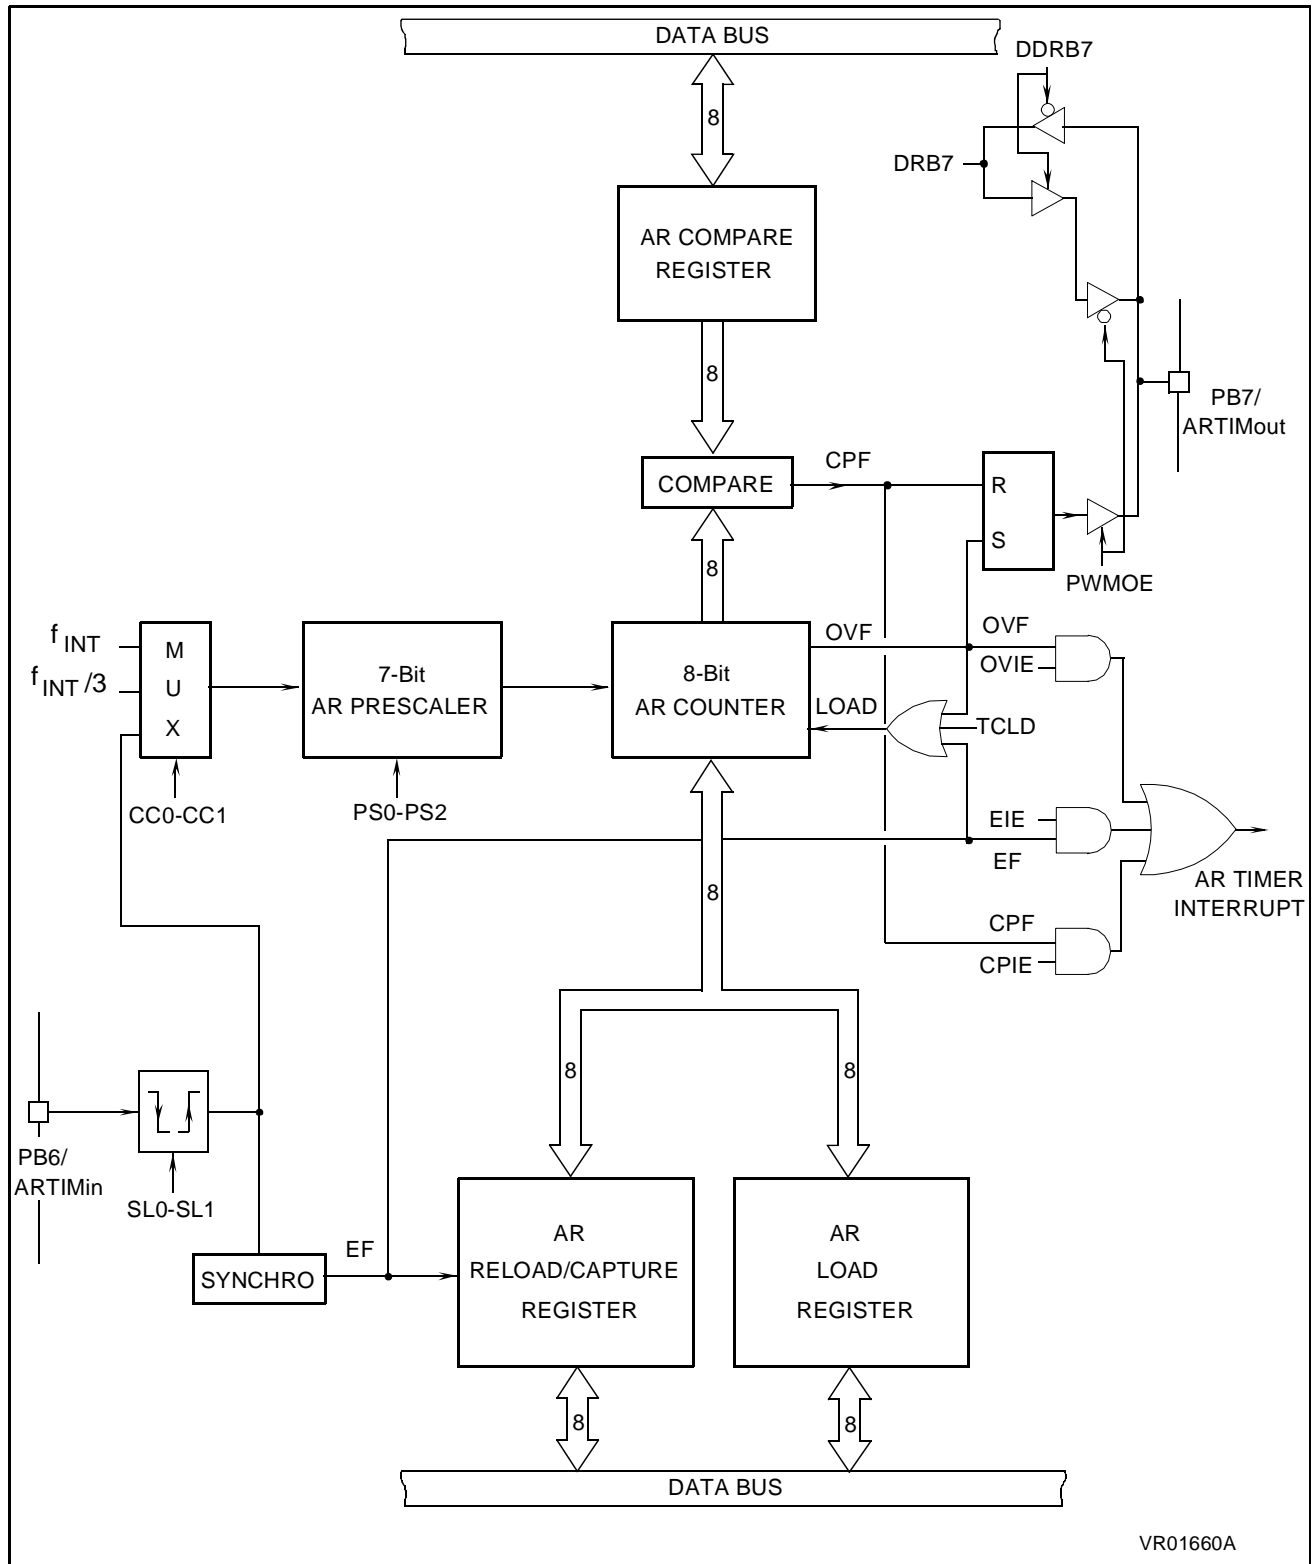 DATA BUS
DDRB7
8
DRB7
AR COMPARE
REGISTER
8
PB7/
ARTIMout
CPF
COMPARE
R
S
8
PWMOE
f INT
f INT /3
M
U
X
7-Bit
AR PRESCALER
8-Bit
AR COUNTER
OVF
OVF
OVIE
LOAD
TCLD
CC0-CC1
PS0-PS2
EIE
EF
AR TIMER
INTERRUPT
8
CPF
CPIE
8
8
PB6/
ARTIMin
SL0-SL1
EF
SYNCHRO
AR
RELOAD/CAPTURE
REGISTER
AR
LOAD
REGISTER
8
8
DATA BUS
VR01660A